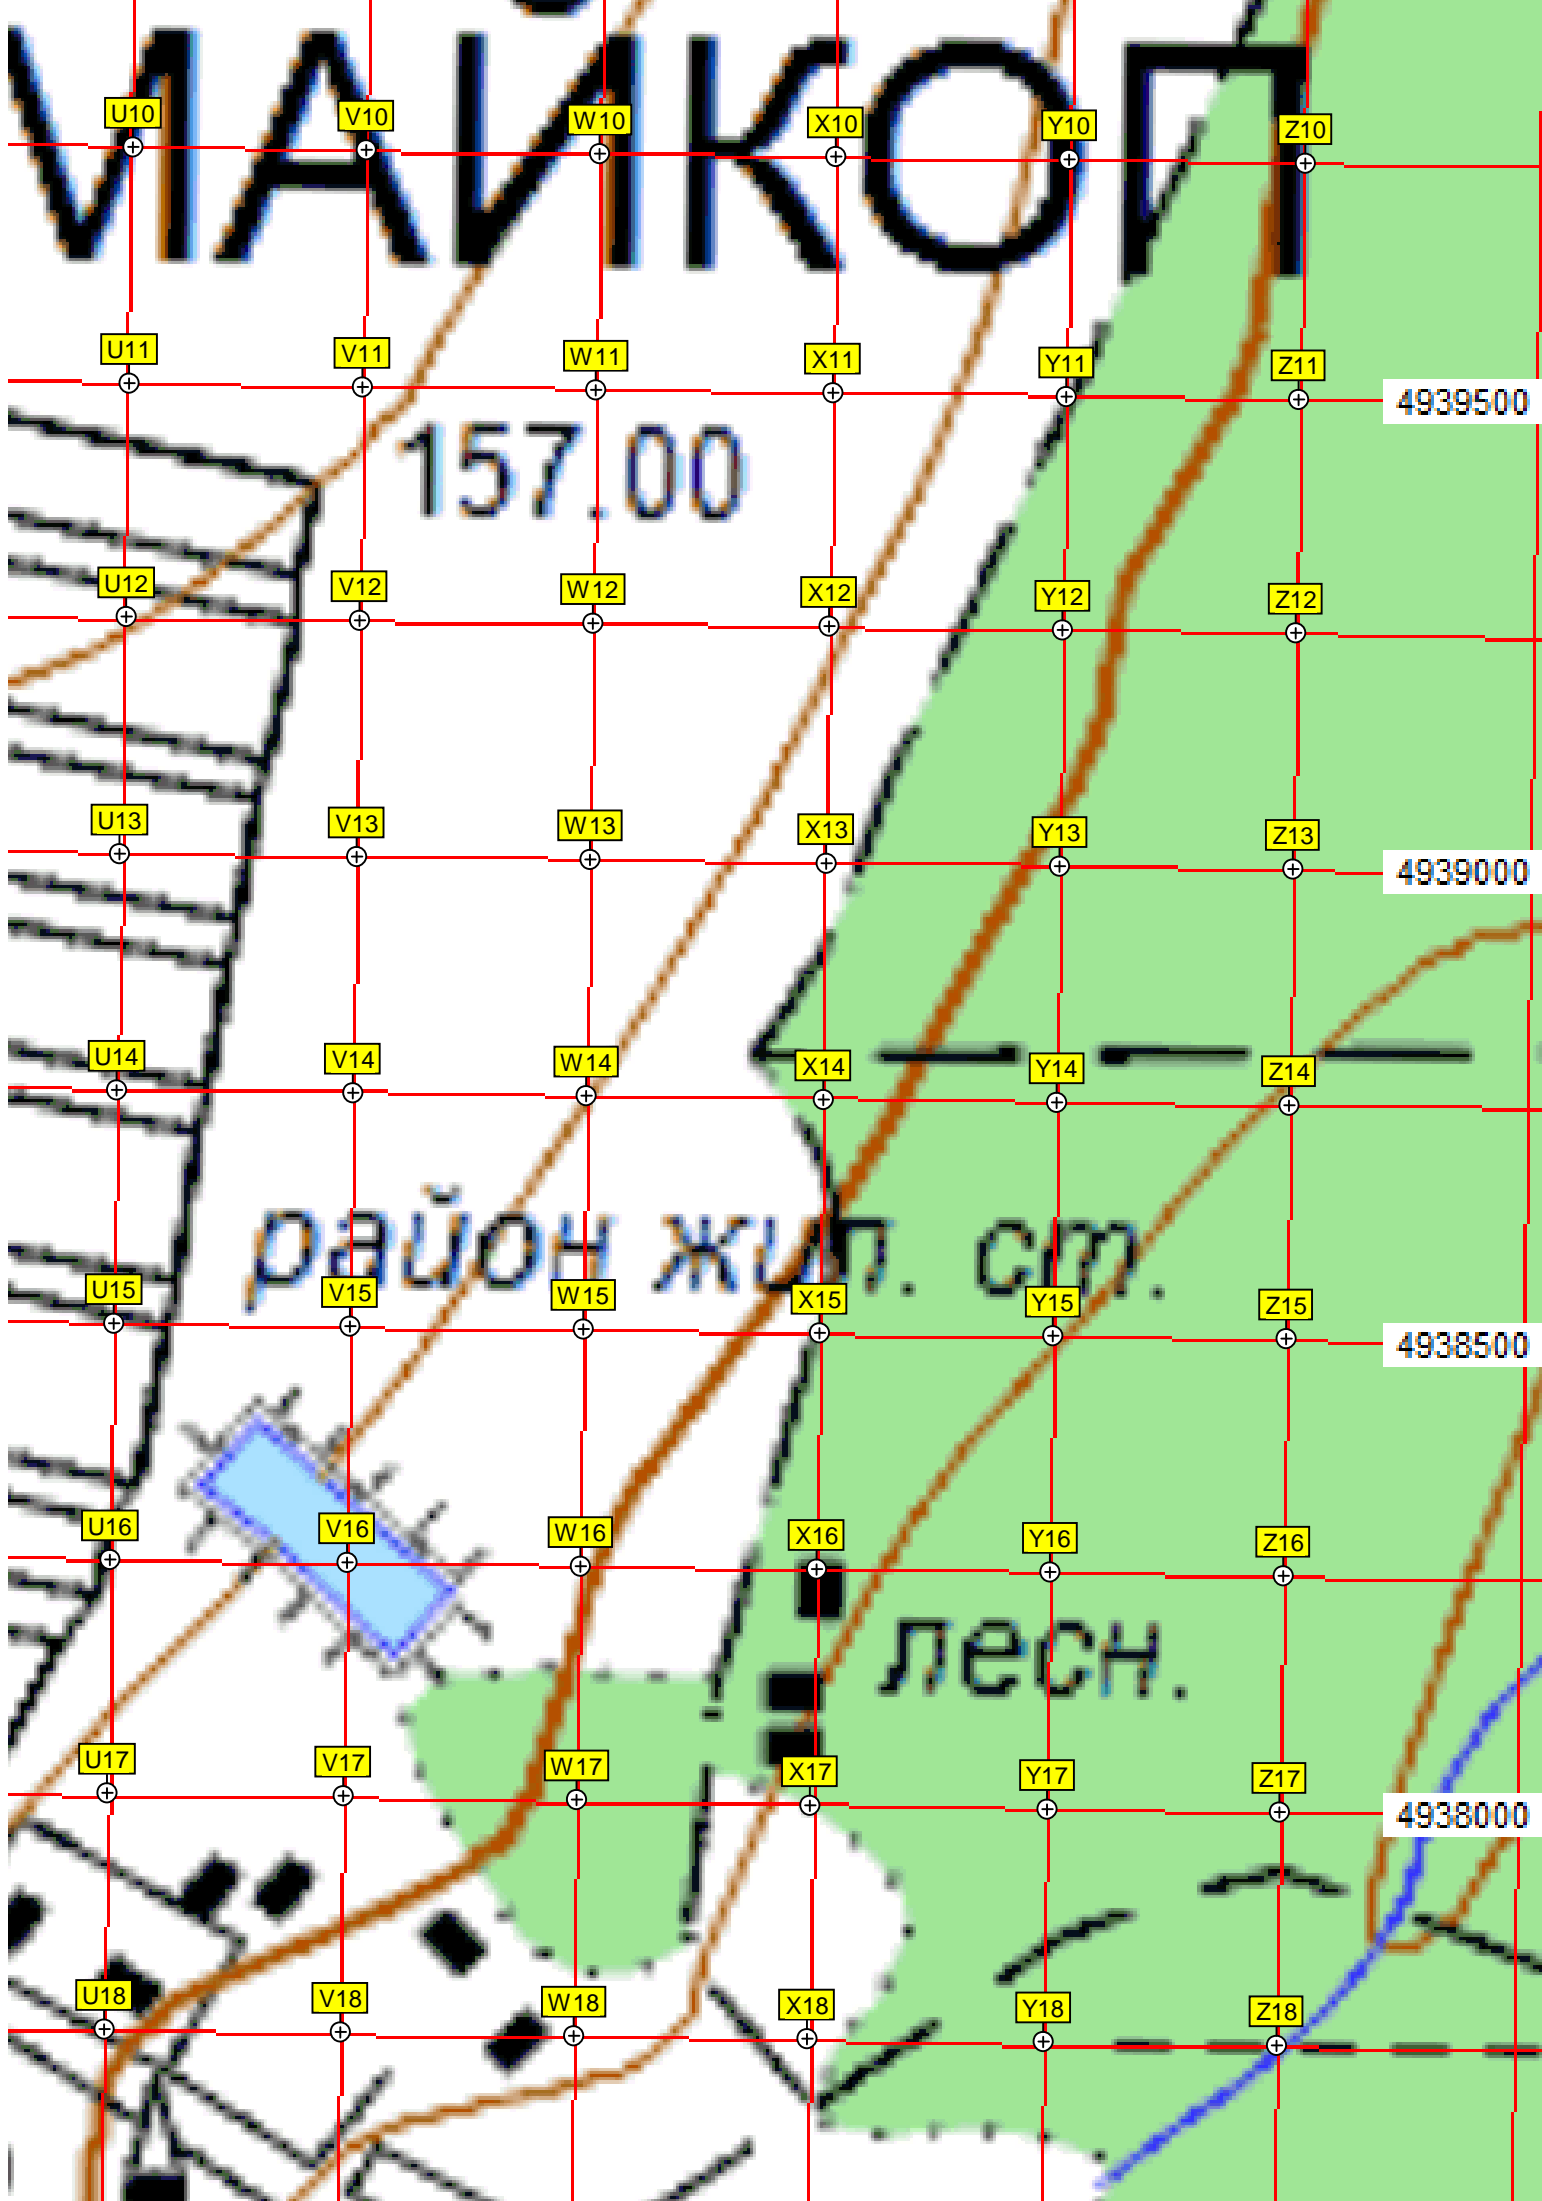 МАЙКОП
U10 V10 W10 X10 Y10 Z10
U11 V11 W11 X11 Y11 Z11
4939500
157.00
U12 V12 W12 X12 Y12 Z12
U13 V13 W13 X13 Y13 Z13
4939000
U14 V14 W14 X14 Y14 Z14
район жил. ст.
U15 V15 W15 X15 Y15 Z15
4938500
U16 V16 W16 X16 Y16 Z16
лесн.
U17 V17 W17 X17 Y17 Z17
4938000
U18 V18 W18 X18 Y18 Z18